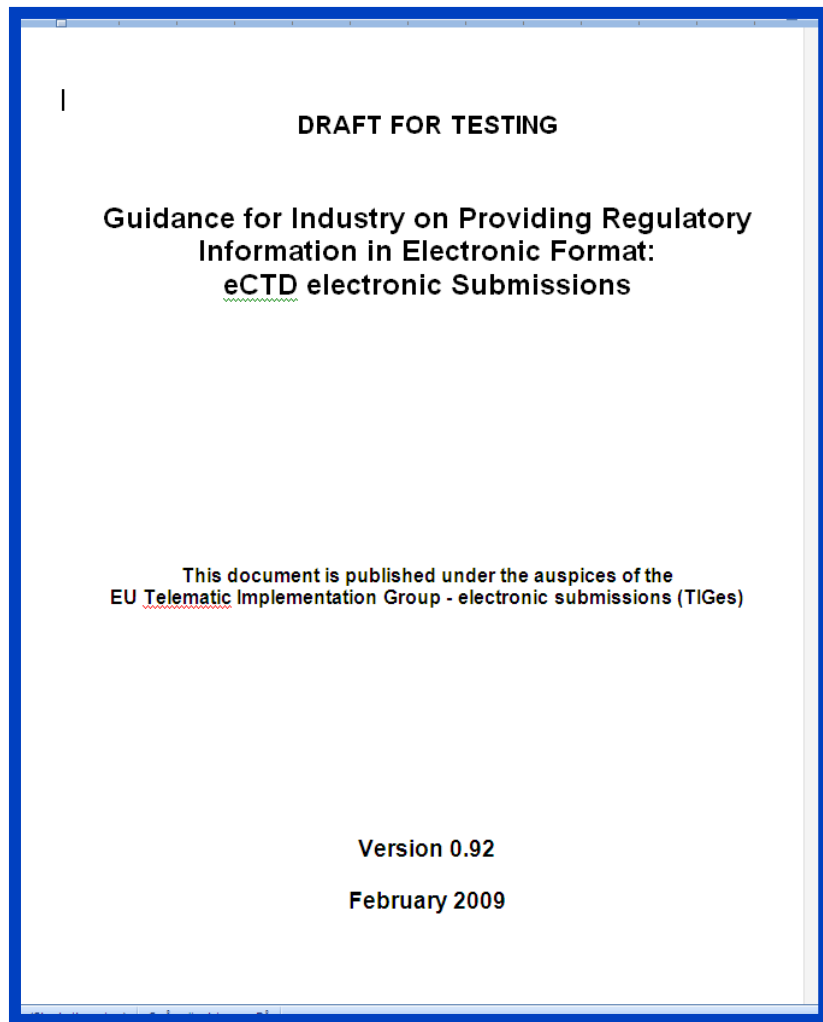 DRAFT FOR TESTING
Guidance for Industry on Providing Regulatory
Information in Electronic Format:
eCTD electronic Submissions
This document is published under the auspices of the
EU Telematic Implementation Group - electronic submissions (TIGes)
Version 0.92
February 2009